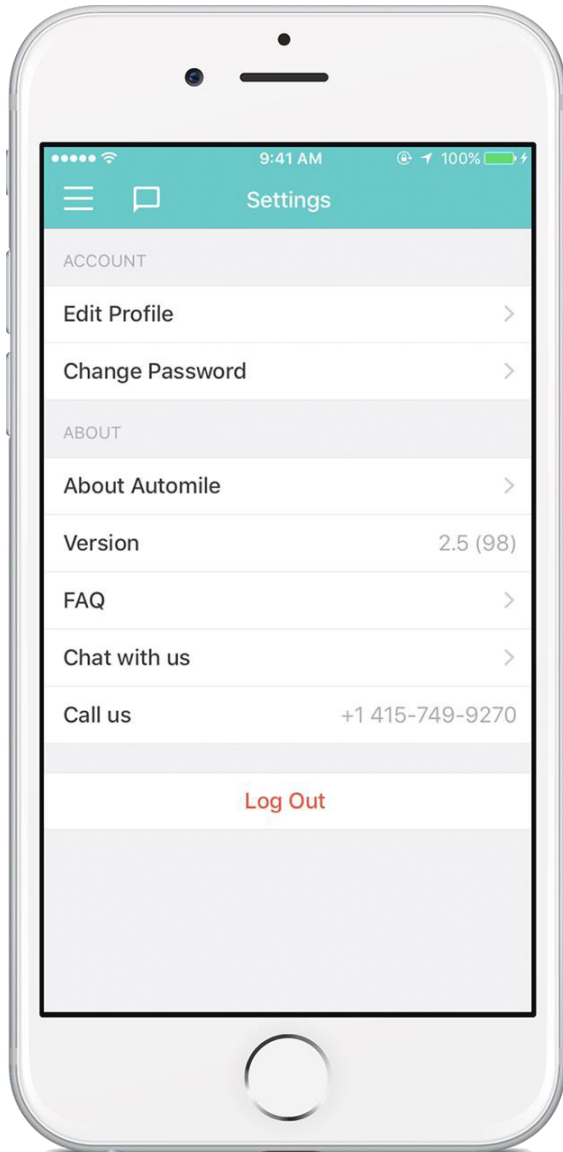 9:41 AM
100%
Settings
ACCOUNT
Edit Profile
Change Password
ABOUT
About Automile
Version 2.5 (98)
FAQ
Chat with us
Call us +1 415-749-9270
Log Out